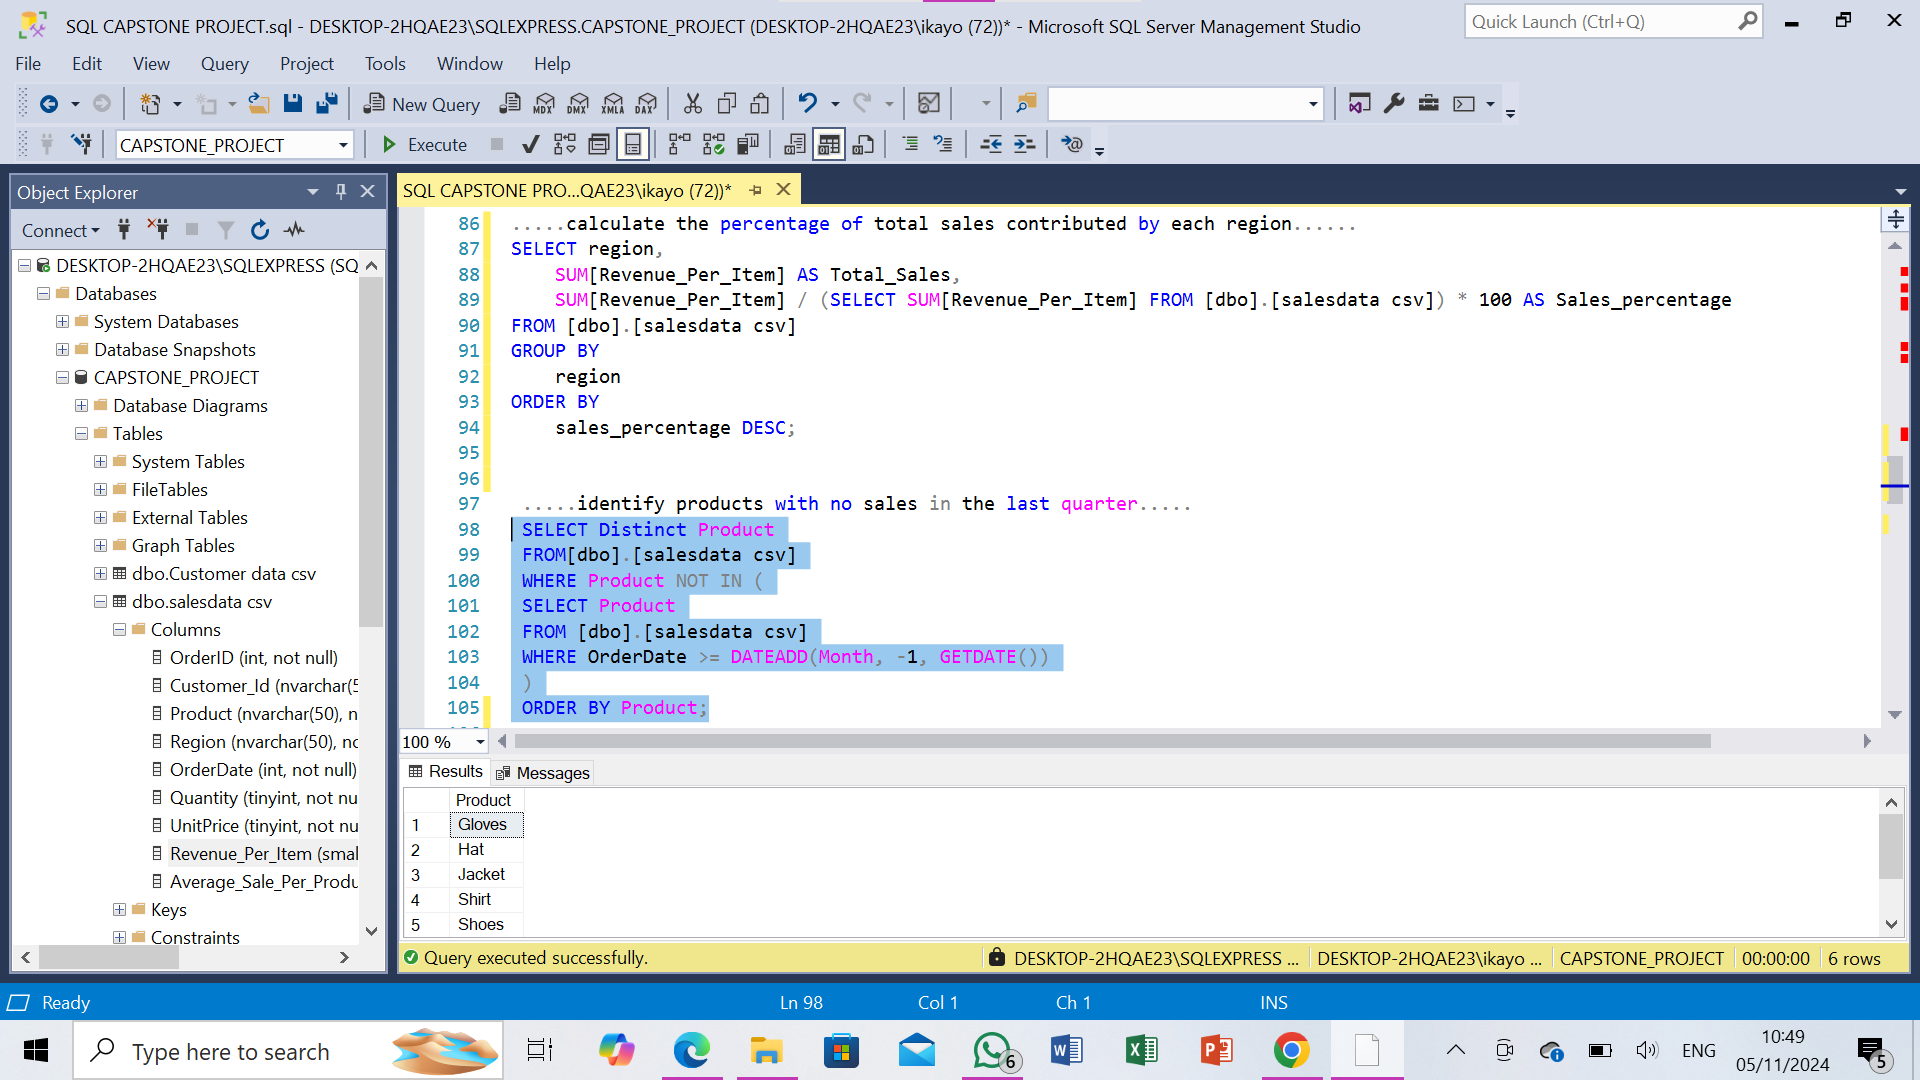 SQL CAPSTONE PROJECT.sql - DESKTOP-2HQAE23\SQLEXPRESS.CAPSTONE_PROJECT (DESKTOP-2HQAE23\ikayo (72))* - Microsoft SQL Server Management Studio
Quick Launch (Ctrl+Q)
File Edit View Query Project Tools Window Help
New Query MDX DMX XMLA DAX
CAPSTONE_PROJECT Execute
Object Explorer
Connect
DESKTOP-2HQAE23\SQLEXPRESS (SQ
Databases
System Databases
Database Snapshots
CAPSTONE_PROJECT
Database Diagrams
Tables
System Tables
FileTables
External Tables
Graph Tables
dbo.Customer data csv
dbo.salesdata csv
Columns
OrderID (int, not null)
Customer_Id (nvarchar(5
Product (nvarchar(50), n
Region (nvarchar(50), nc
OrderDate (int, not null)
Quantity (tinyint, not nu
UnitPrice (tinyint, not nu
Revenue_Per_Item (smal
Average_Sale_Per_Produ
Keys
Constraints
SQL CAPSTONE PRO...QAE23\ikayo (72))*
86 .....calculate the percentage of total sales contributed by each region......
87 SELECT region,
88 SUM[Revenue_Per_Item] AS Total_Sales,
89 SUM[Revenue_Per_Item] / (SELECT SUM[Revenue_Per_Item] FROM [dbo].[salesdata csv]) * 100 AS Sales_percentage
90 FROM [dbo].[salesdata csv]
91 GROUP BY
92 region
93 ORDER BY
94 sales_percentage DESC;
95
96
97 .....identify products with no sales in the last quarter.....
98 SELECT Distinct Product
99 FROM[dbo].[salesdata csv]
100 WHERE Product NOT IN (
101 SELECT Product
102 FROM [dbo].[salesdata csv]
103 WHERE OrderDate >= DATEADD(Month, -1, GETDATE())
104 )
105 ORDER BY Product;
100 %
Results Messages
Product
1 Gloves
2 Hat
3 Jacket
4 Shirt
5 Shoes
Query executed successfully. DESKTOP-2HQAE23\SQLEXPRESS ... DESKTOP-2HQAE23\ikayo ... CAPSTONE_PROJECT 00:00:00 6 rows
Ready Ln 98 Col 1 Ch 1 INS
Type here to search
6
ENG
10:49
05/11/2024
5